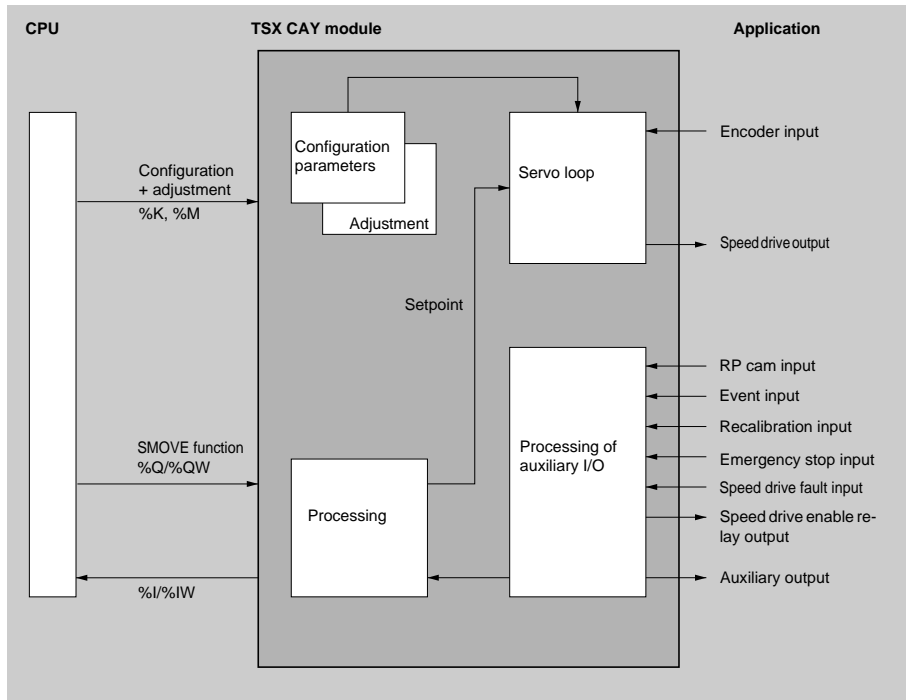 CPU
TSX CAY module
Application
Configuration
+ adjustment
%K, %M
Configuration
parameters
Adjustment
Servo loop
Encoder input
Speed drive output
Setpoint
SMOVE function
%Q/%QW
Processing
%I/%IW
Processing of
auxiliary I/O
RP cam input
Event input
Recalibration input
Emergency stop input
Speed drive fault input
Speed drive enable re-
lay output
Auxiliary output